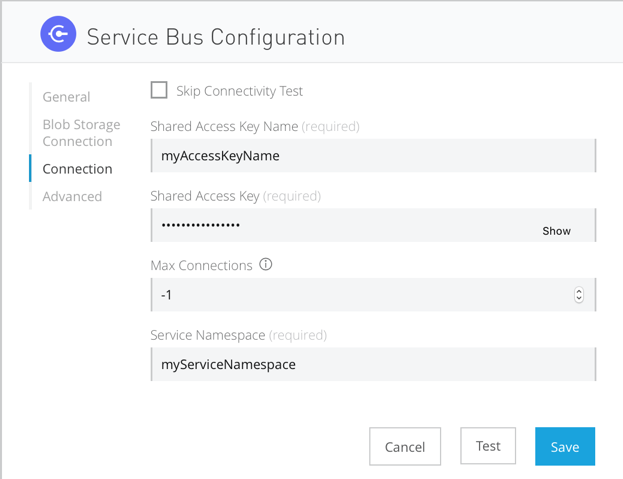 Service Bus Configuration
General
Blob Storage
Connection
Connection
Advanced
Skip Connectivity Test
Shared Access Key Name (required)
myAccessKeyName
Shared Access Key (required)
••••••••••••••••
Show
Max Connections
-1
Service Namespace (required)
myServiceNamespace
Cancel
Test
Save